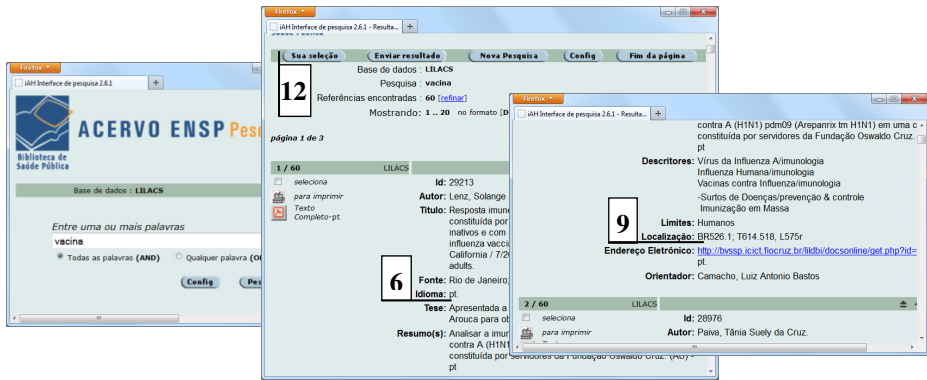 Firefox
iAH Interface de pesquisa 2.6.1
Biblioteca de
Saúde Pública
ACERVO ENSP Pesq
Base de dados : LILACS
Entre uma ou mais palavras
vacina
Todas as palavras (AND)
Qualquer palavra (O
Config
Pes
Firefox
iAH Interface de pesquisa 2.6.1 - Resulta...
Saúde Pública
Sua seleção
Enviar resultado
Nova Pesquisa
Config
Fim da página
12
Base de dados : LILACS
Pesquisa : vacina
Referências encontradas : 60 [refinar]
Mostrando: 1 .. 20 no formato [D
página 1 de 3
1 / 60 LILACS
seleciona
para imprimir
Texto
Completo-pt
Id: 29213
Autor: Lenz, Solange
Titulo: Resposta imune
constituída por
inativos e com
influenza vaccin
California / 7/20
adults.
6
Fonte: Rio de Janeiro;
Idioma: pt.
Tese: Apresentada a
Arouca para ob
Resumo(s): Analisar a imun
contra A (H1N1
constituída por servidores da Fundação Oswaldo Cruz. (AU) -
pt
Firefox
iAH Interface de pesquisa 2.6.1 - Resulta...
contra A (H1N1) pdm09 (Arepanrix tm H1N1) em uma c
constituída por servidores da Fundação Oswaldo Cruz.
pt
Descritores: Vírus da Influenza A/imunologia
Influenza Humana/imunologia
Vacinas contra Influenza/imunologia
-Surtos de Doenças/prevenção & controle
Imunização em Massa
9
Limites: Humanos
Localização: BR526.1; T614.518, L575r
Endereço Eletrônico: http://bvssp.icict.fiocruz.br/lildbi/docsonline/get.php?id=
pt.
Orientador: Camacho, Luiz Antonio Bastos
2 / 60 LILACS
seleciona
para imprimir
Id: 28976
Autor: Paiva, Tânia Suely da Cruz.